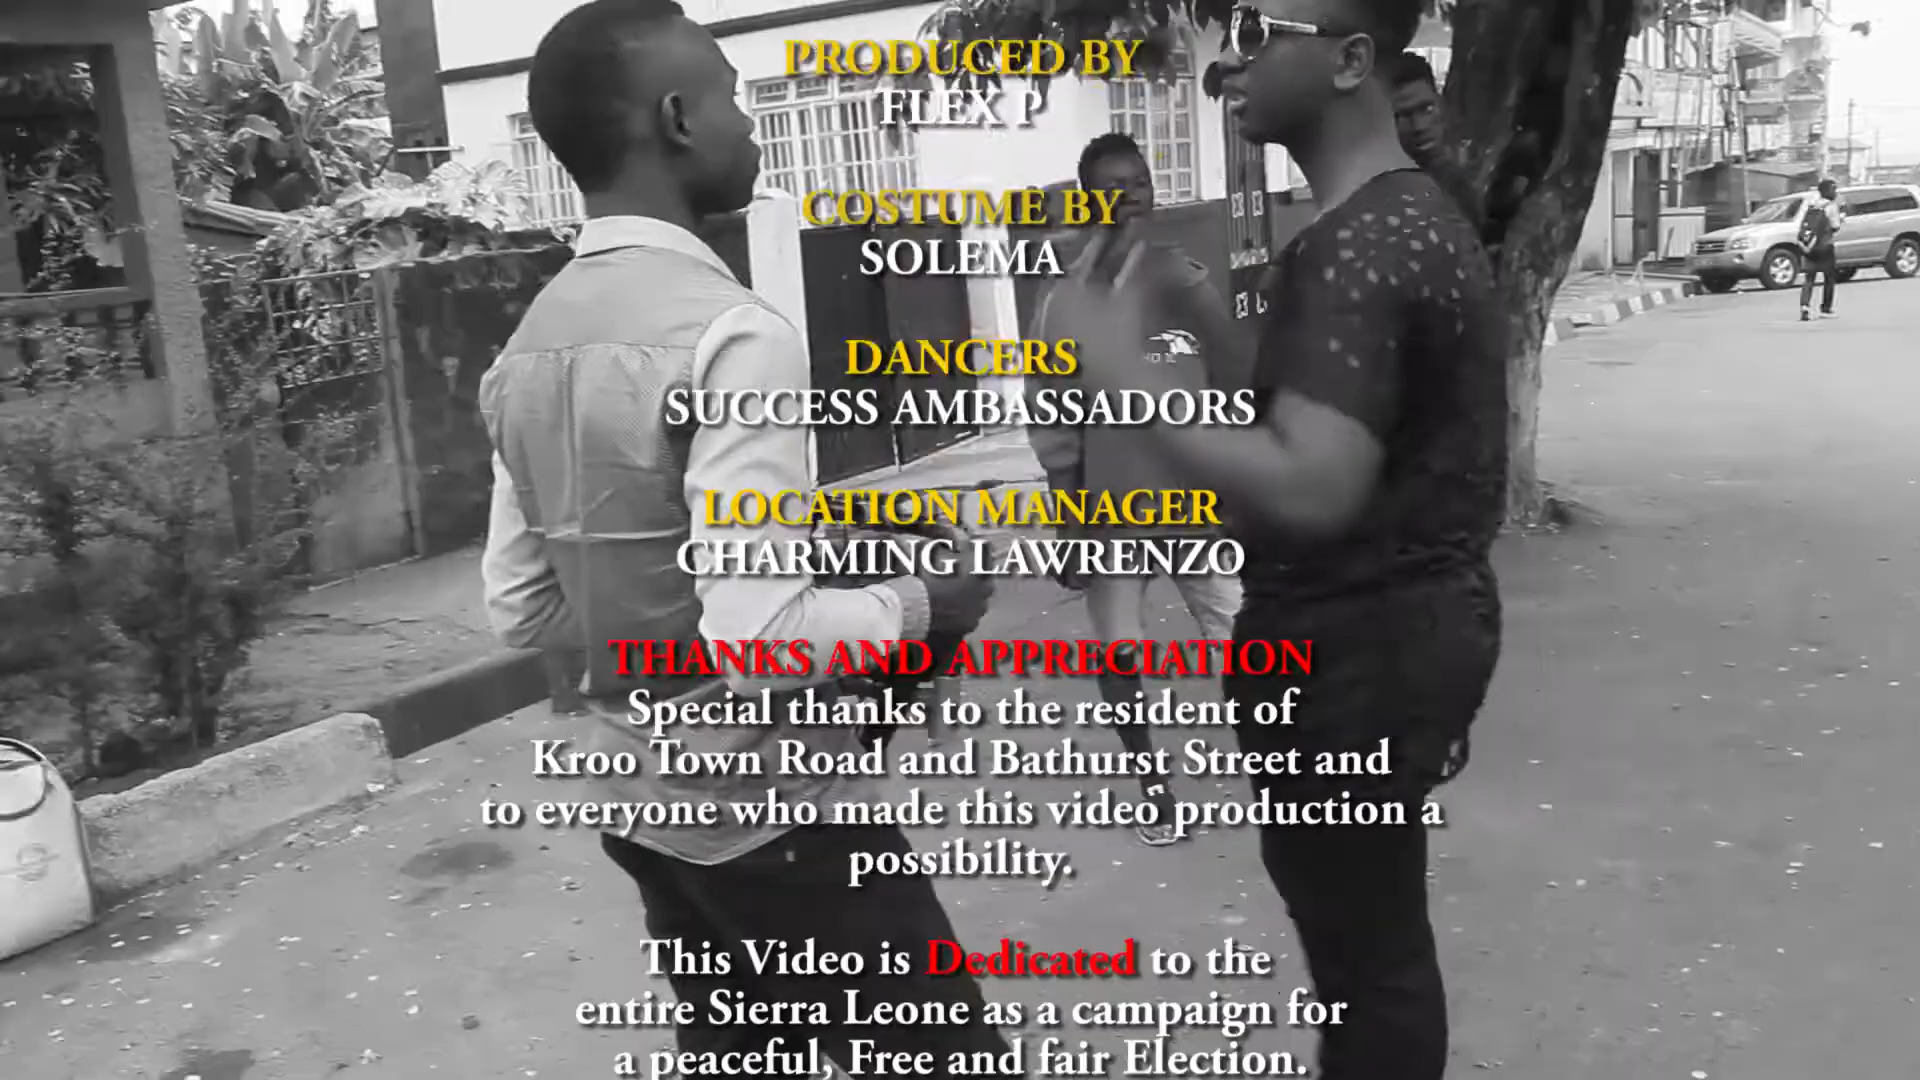 PRODUCED BY
FLEX P
COSTUME BY
SOLEMA
DANCERS
SUCCESS AMBASSADORS
LOCATION MANAGER
CHARMING LAWRENZO
THANKS AND APPRECIATION
Special thanks to the resident of
Kroo Town Road and Bathurst Street and
to everyone who made this video production a
possibility.
This Video is Dedicated to the
entire Sierra Leone as a campaign for
a peaceful, Free and fair Election.